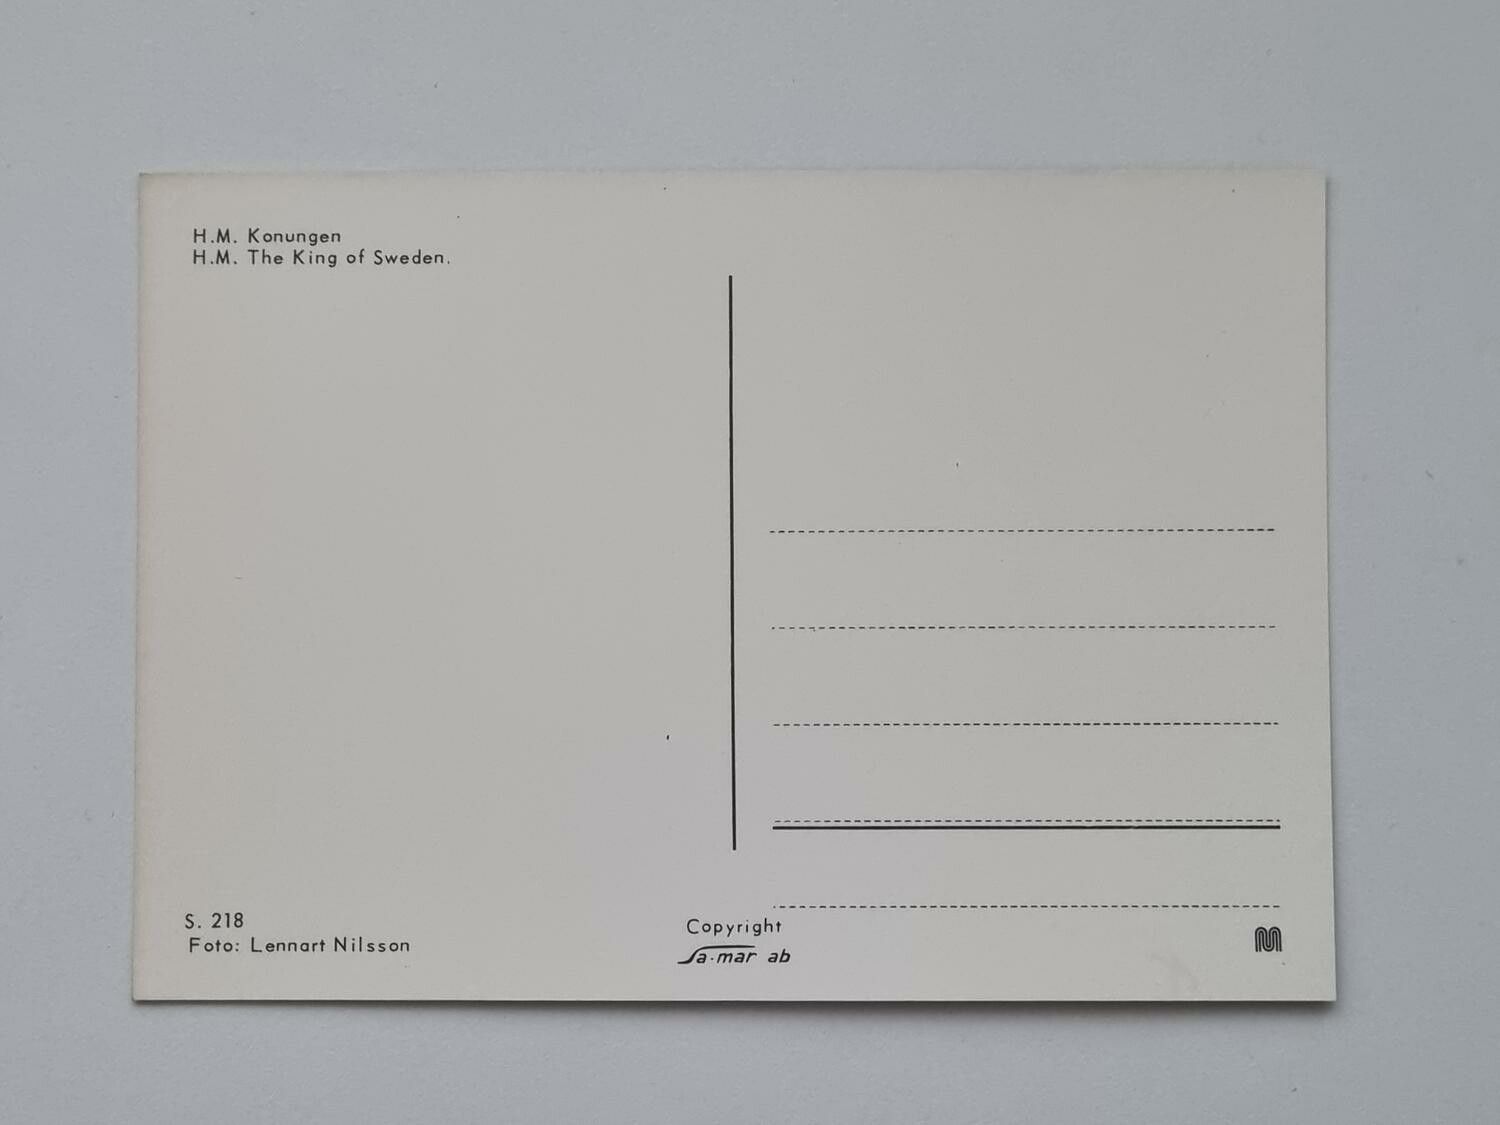 H.M. Konungen
H.M. The King of Sweden.
S. 218
Foto: Lennart Nilsson
Copyright
Sa-mar ab
M